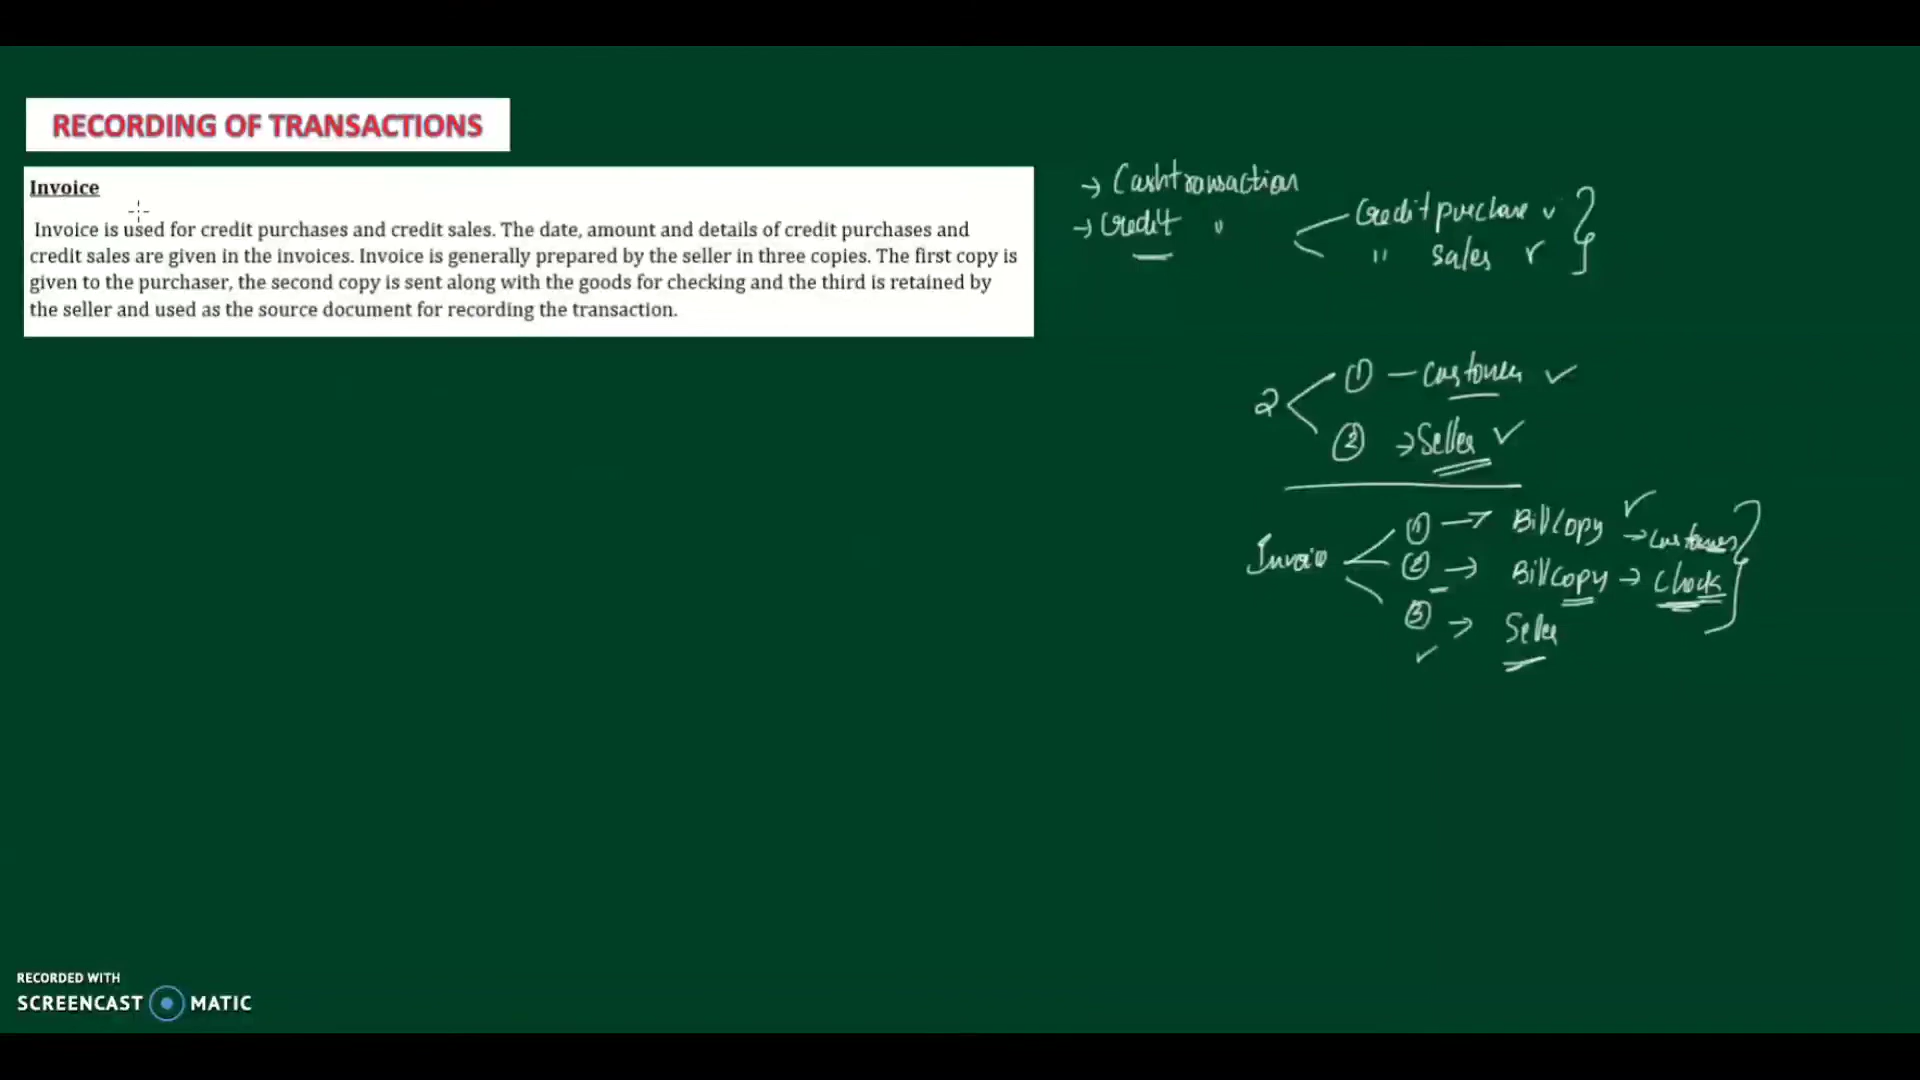 RECORDING OF TRANSACTIONS
Invoice
Invoice is used for credit purchases and credit sales. The date, amount and details of credit purchases and
credit sales are given in the invoices. Invoice is generally prepared by the seller in three copies. The first copy is
given to the purchaser, the second copy is sent along with the goods for checking and the third is retained by
the seller and used as the source document for recording the transaction.
→ Cashtransaction
→ Credit "
Credit purchase ✓
" sales ✓
2
① — Customer ✓
② → Seller ✓
Invoice
① → Bill Copy ✓ → Customer
② → Bill Copy → Check
③ → Seller
✓
RECORDED WITH
SCREENCAST MATIC